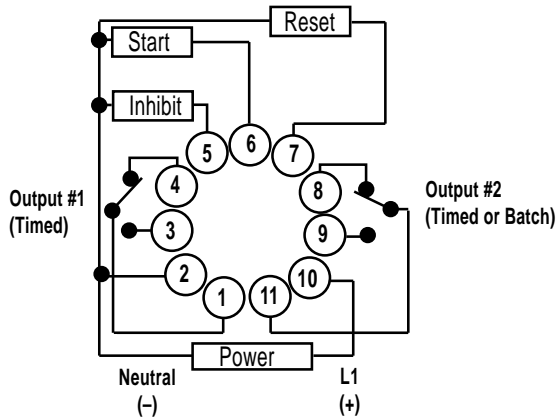 Reset
Start
Inhibit
6
5
7
4
8
Output #1
(Timed)
Output #2
(Timed or Batch)
3
9
2
10
1
11
Power
Neutral
(–)
L1
(+)